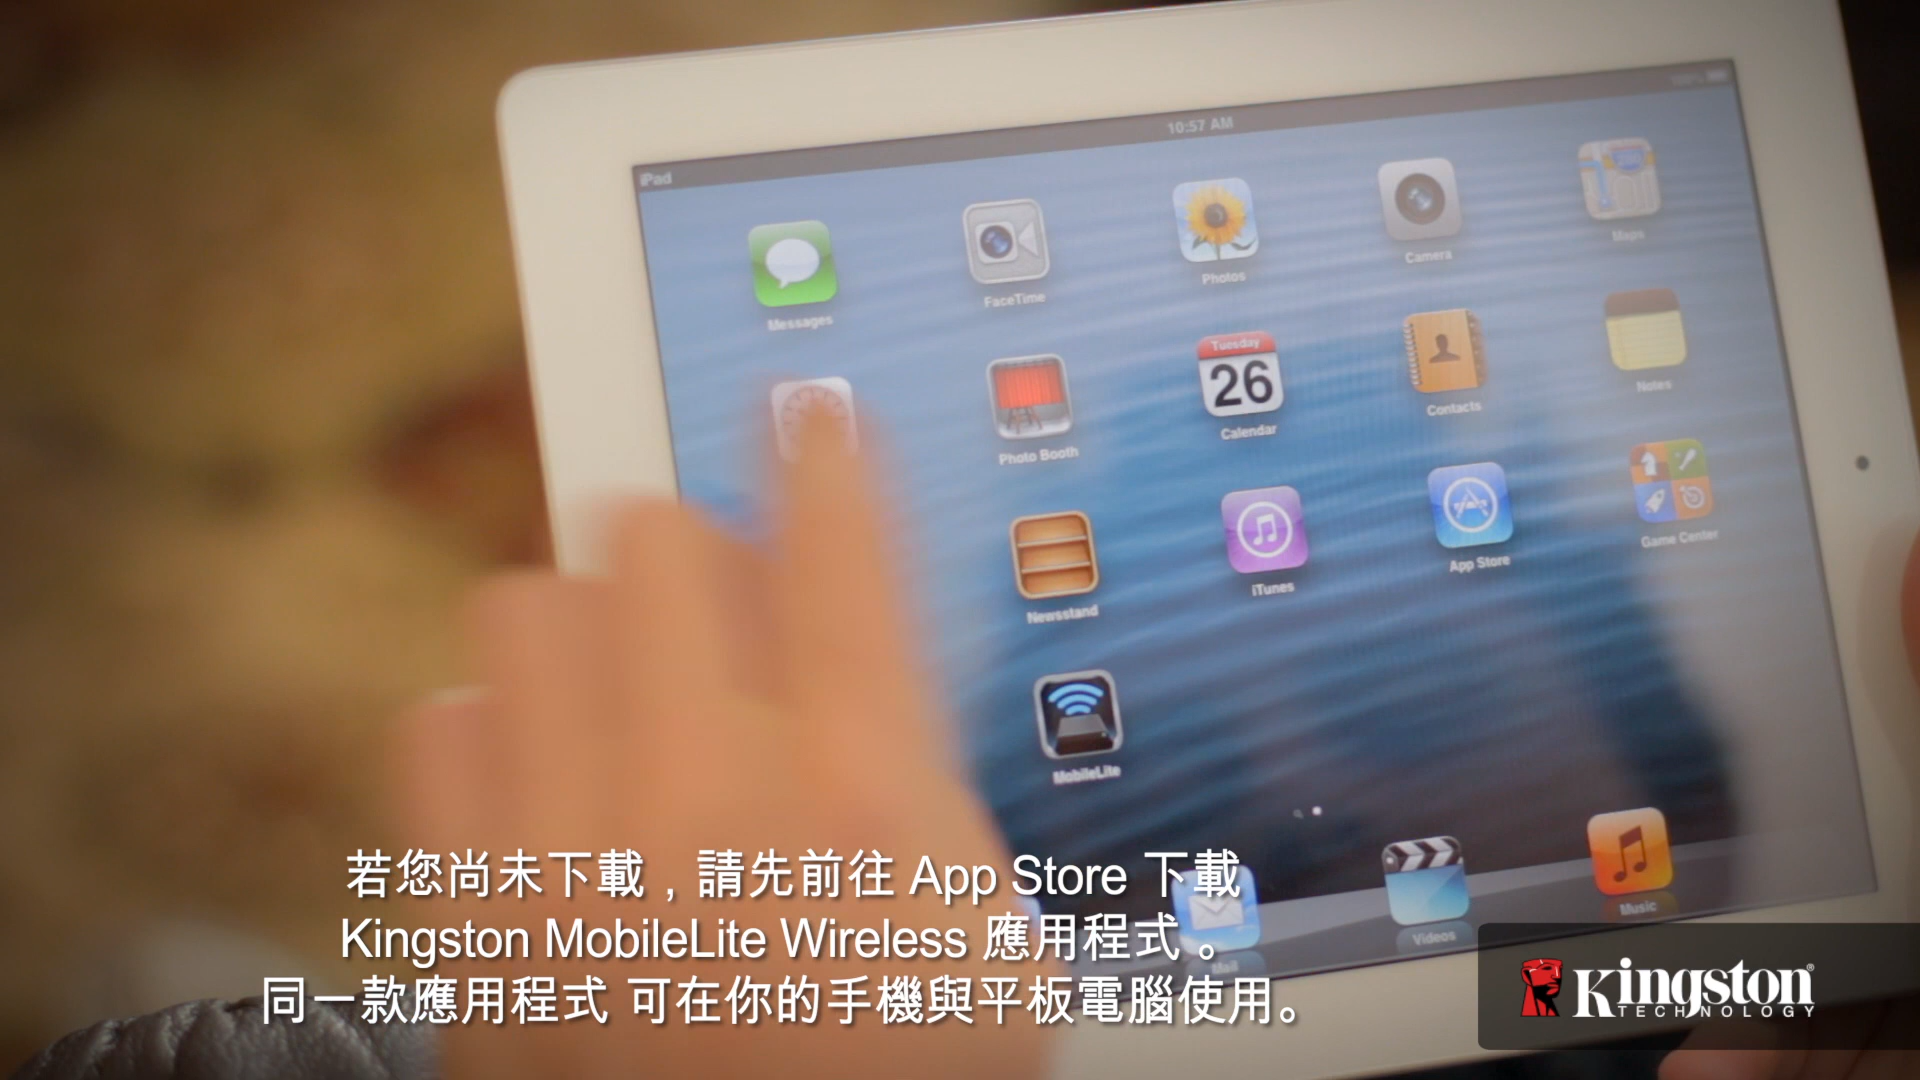 iPad
10:57 AM
Messages
FaceTime
Photos
Camera
Maps
Photo Booth
Tuesday
26
Calendar
Contacts
Notes
Newsstand
iTunes
App Store
Game Center
MobileLite
Mail
Videos
Music
若您尚未下載，請先前往 App Store 下載
Kingston MobileLite Wireless 應用程式 。
同一款應用程式 可在你的手機與平板電腦使用。
Kingston®
TECHNOLOGY